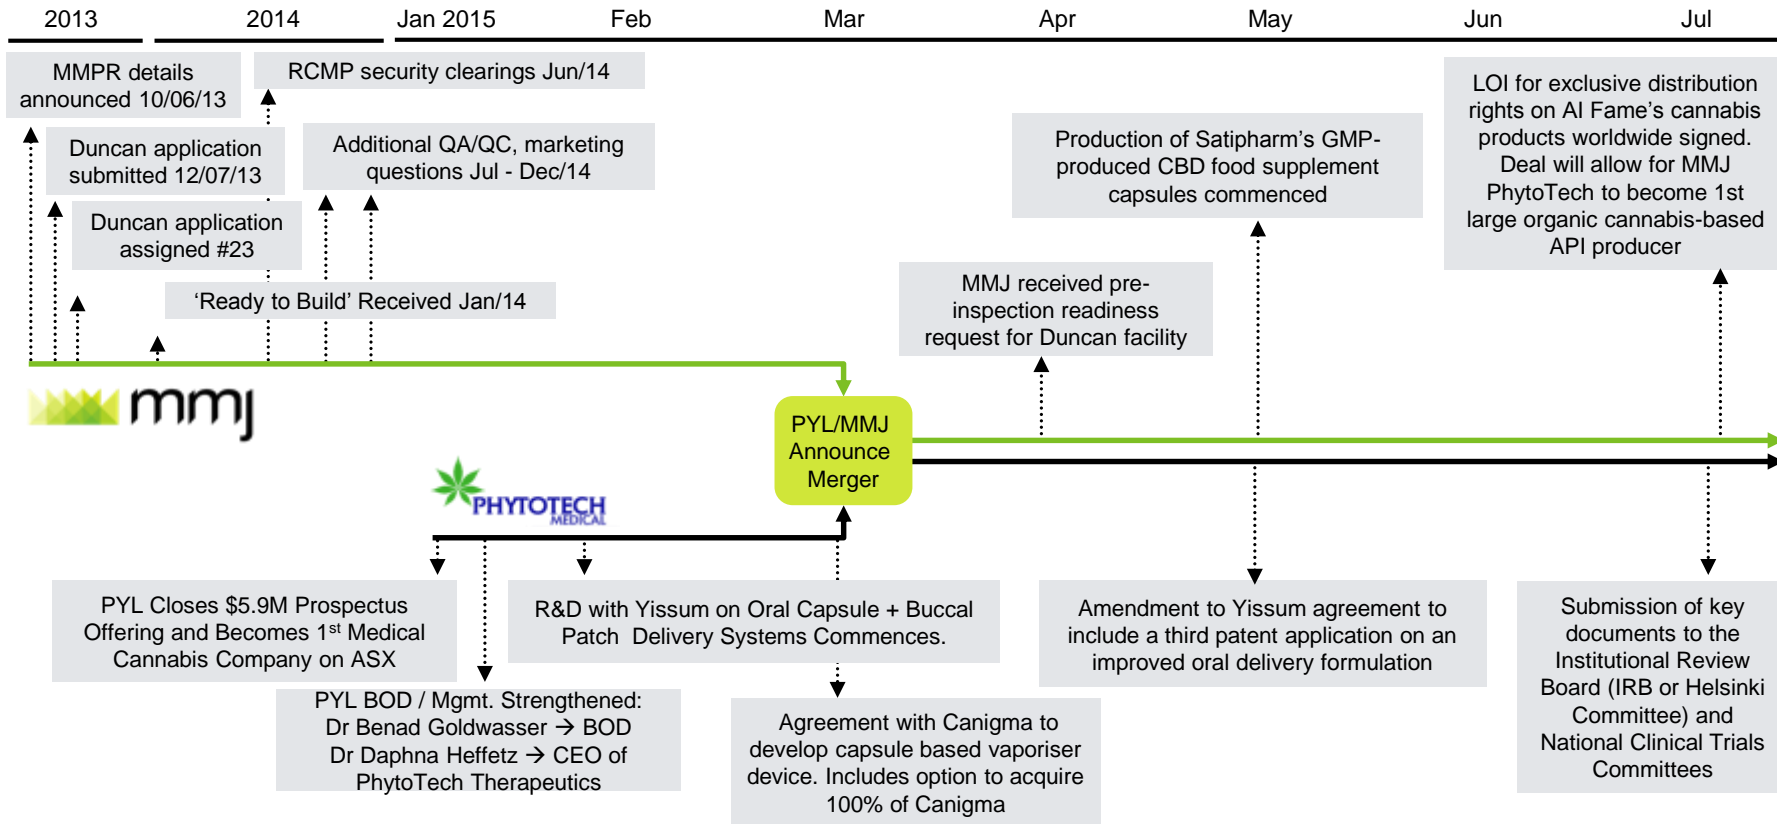 2013
2014
Jan 2015
Feb
Mar
Apr
May
Jun
Jul
MMPR details
announced 10/06/13
RCMP security clearings Jun/14
Duncan application
submitted 12/07/13
Additional QA/QC, marketing
questions Jul - Dec/14
Duncan application
assigned #23
'Ready to Build' Received Jan/14
Production of Satipharm's GMP-
produced CBD food supplement
capsules commenced
LOI for exclusive distribution
rights on AI Fame's cannabis
products worldwide signed.
Deal will allow for MMJ
PhytoTech to become 1st
large organic cannabis-based
API producer
MMJ received pre-
inspection readiness
request for Duncan facility
mmj
PYL/MMJ
Announce
Merger
PHYTOTECH
MEDICAL
PYL Closes $5.9M Prospectus
Offering and Becomes 1st Medical
Cannabis Company on ASX
PYL BOD / Mgmt. Strengthened:
Dr Benad Goldwasser → BOD
Dr Daphna Heffetz → CEO of
PhytoTech Therapeutics
R&D with Yissum on Oral Capsule + Buccal
Patch Delivery Systems Commences.
Agreement with Canigma to
develop capsule based vaporiser
device. Includes option to acquire
100% of Canigma
Amendment to Yissum agreement to
include a third patent application on an
improved oral delivery formulation
Submission of key
documents to the
Institutional Review
Board (IRB or Helsinki
Committee) and
National Clinical Trials
Committees